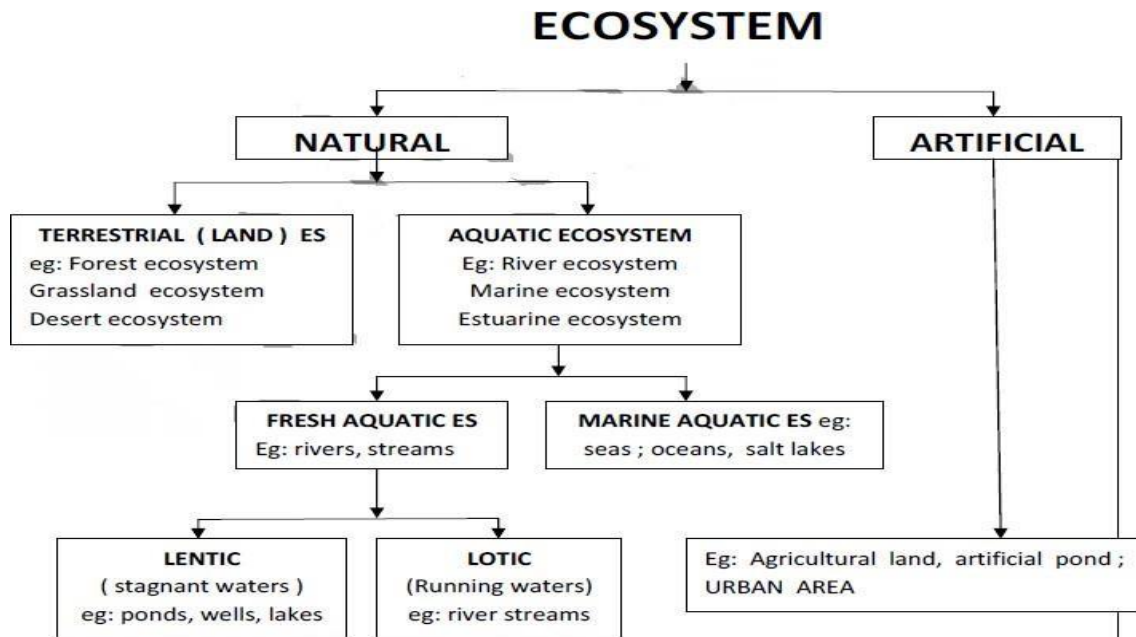 ECOSYSTEM
NATURAL
ARTIFICIAL
TERRESTRIAL ( LAND ) ES
eg: Forest ecosystem
Grassland ecosystem
Desert ecosystem
AQUATIC ECOSYSTEM
Eg: River ecosystem
Marine ecosystem
Estuarine ecosystem
FRESH AQUATIC ES
Eg: rivers, streams
MARINE AQUATIC ES eg:
seas ; oceans, salt lakes
LENTIC
( stagnant waters )
eg: ponds, wells, lakes
LOTIC
(Running waters)
eg: river streams
Eg: Agricultural land, artificial pond ;
URBAN AREA